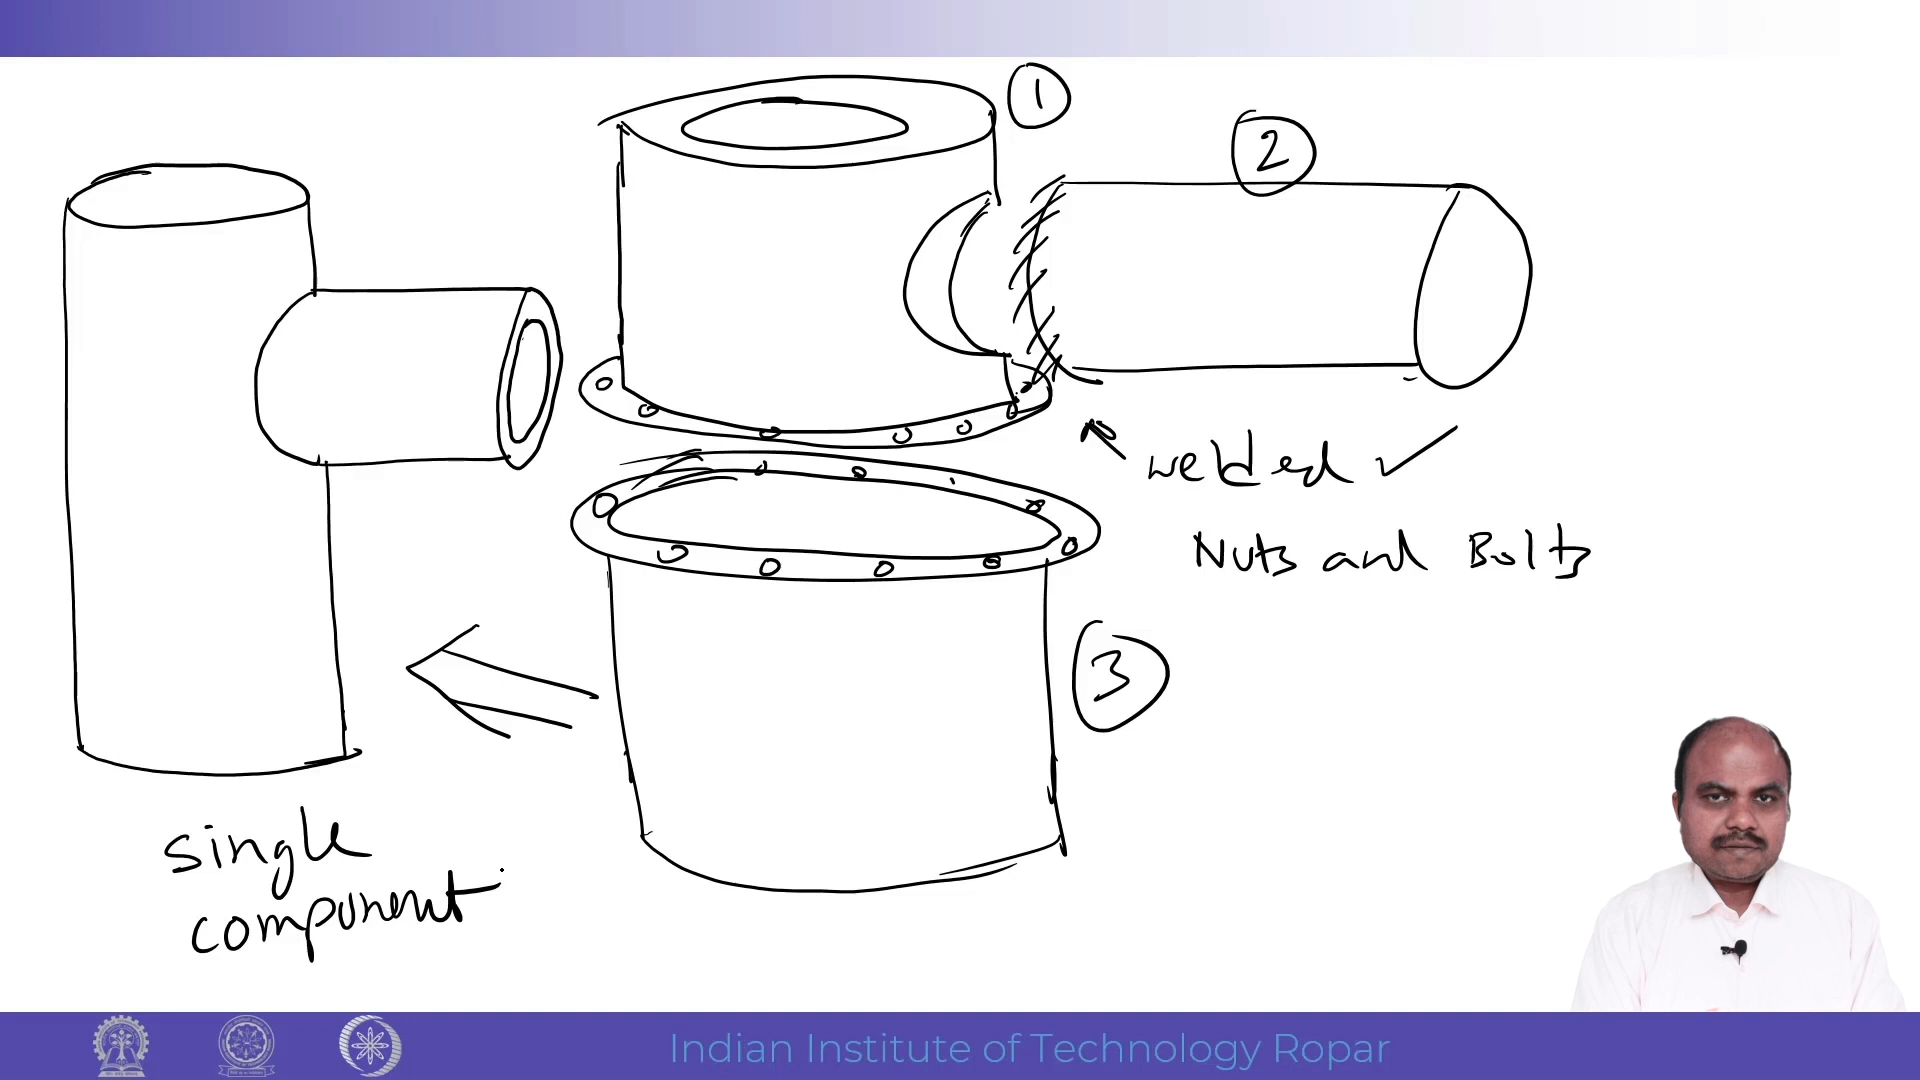 1
2
welded ✓
Nuts and Bolts
3
single
component
Indian Institute of Technology Ropar